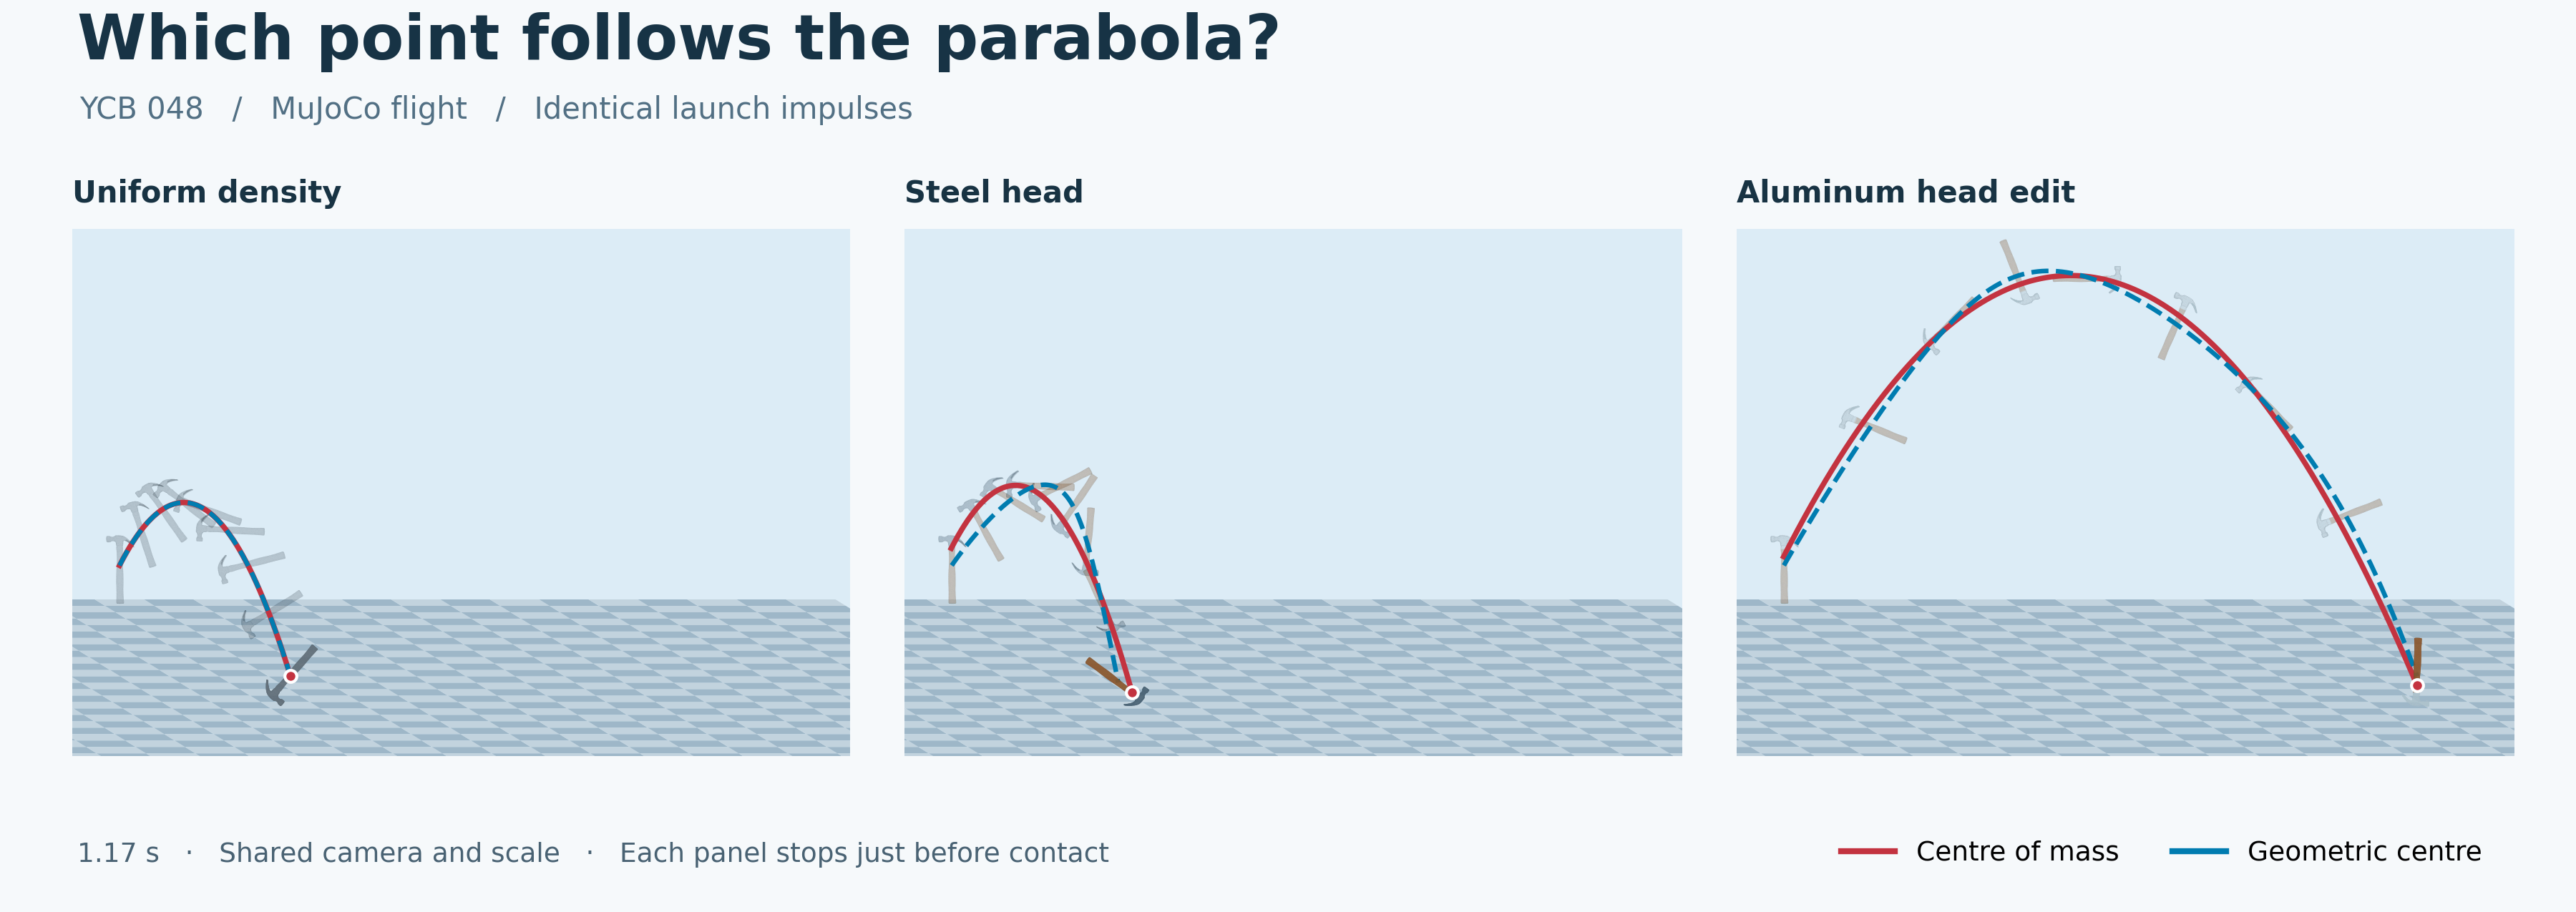 Which point follows the parabola?
YCB 048 / MuJoCo flight / Identical launch impulses
Uniform density
Steel head
Aluminum head edit
1.17 s · Shared camera and scale · Each panel stops just before contact
Centre of mass
Geometric centre